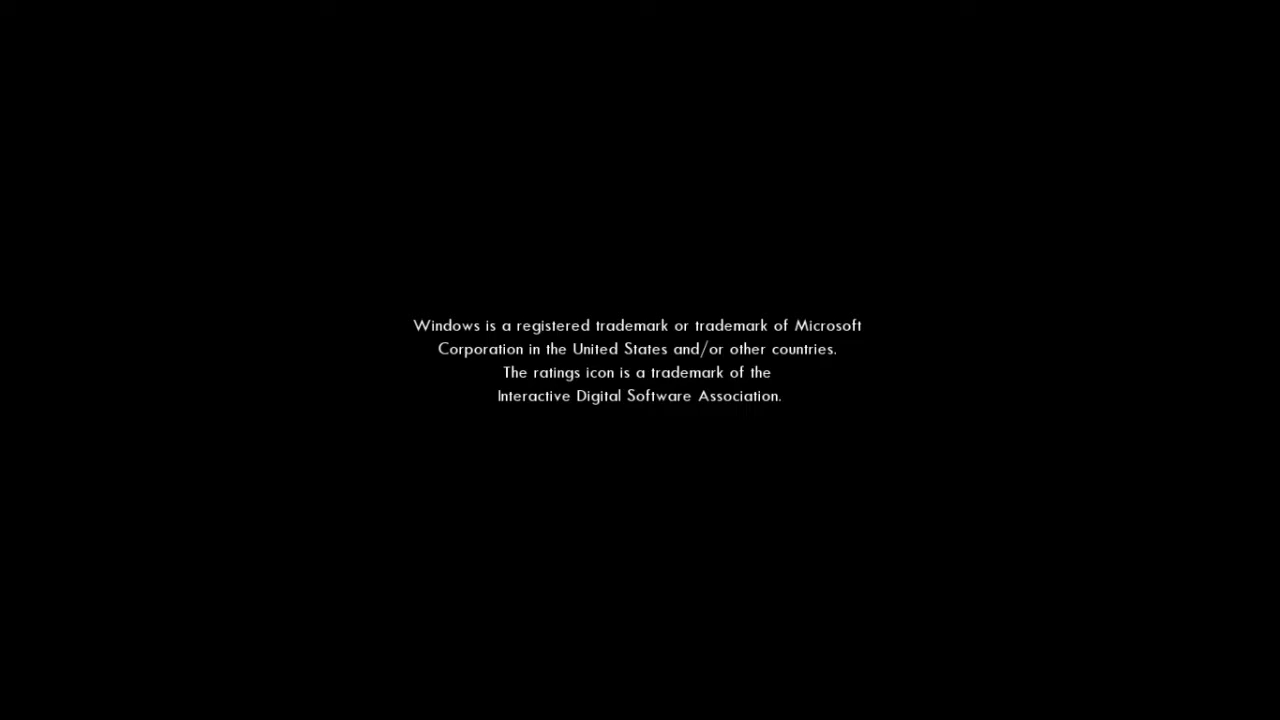 Windows is a registered trademark or trademark of Microsoft
Corporation in the United States and/or other countries.
The ratings icon is a trademark of the
Interactive Digital Software Association.